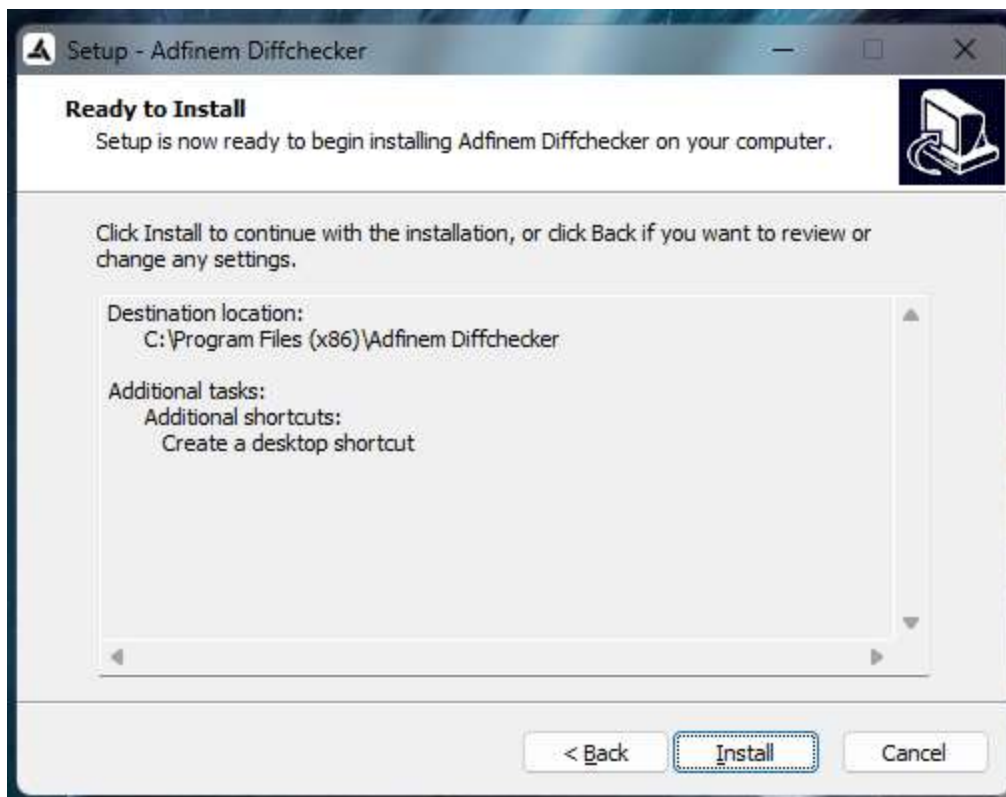 Setup - Adfinem Diffchecker
Ready to Install
Setup is now ready to begin installing Adfinem Diffchecker on your computer.
Click Install to continue with the installation, or click Back if you want to review or
change any settings.
Destination location:
C:\Program Files (x86)\Adfinem Diffchecker
Additional tasks:
Additional shortcuts:
Create a desktop shortcut
< Back
Install
Cancel